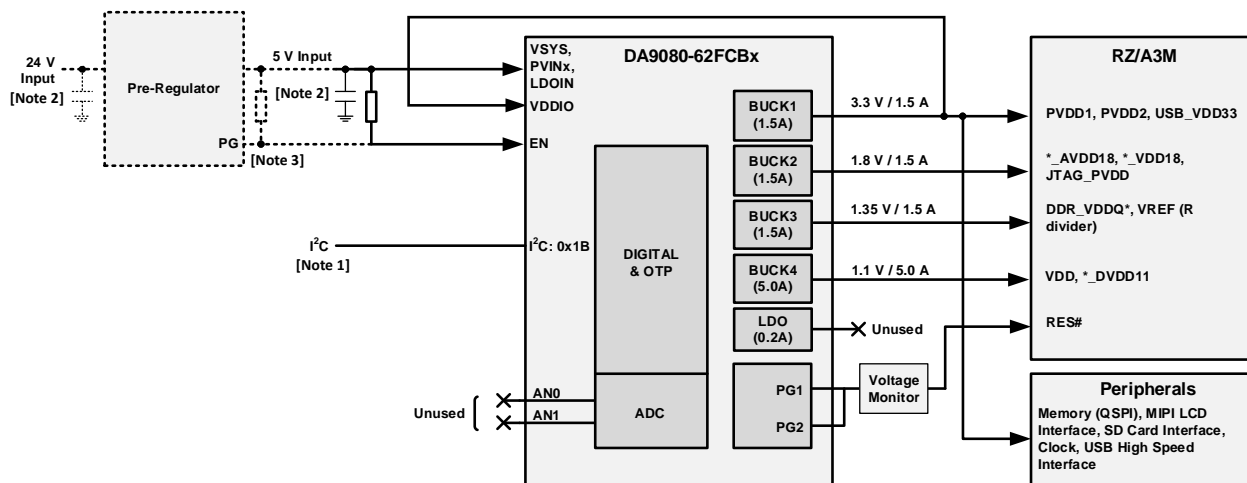 24 V
Input
[Note 2]
Pre-Regulator
PG
5 V Input
[Note 2]
[Note 3]
I2C
[Note 1]
Unused
VSYS,
PVINx,
LDOIN
VDDIO
EN
I2C: 0x1B
AN0
AN1
DA9080-62FCBx
DIGITAL
& OTP
ADC
BUCK1
(1.5A)
BUCK2
(1.5A)
BUCK3
(1.5A)
BUCK4
(5.0A)
LDO
(0.2A)
PG1
PG2
3.3 V / 1.5 A
1.8 V / 1.5 A
1.35 V / 1.5 A
1.1 V / 5.0 A
Unused
Voltage
Monitor
RZ/A3M
PVDD1, PVDD2, USB_VDD33
*_AVDD18, *_VDD18,
JTAG_PVDD
DDR_VDDQ*, VREF (R
divider)
VDD, *_DVDD11
RES#
Peripherals
Memory (QSPI), MIPI LCD
Interface, SD Card Interface,
Clock, USB High Speed
Interface